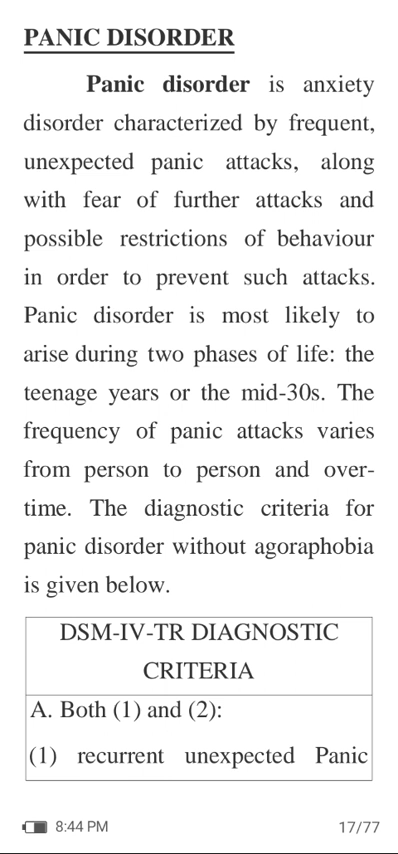 PANIC DISORDER
Panic disorder is anxiety
disorder characterized by frequent,
unexpected panic attacks, along
with fear of further attacks and
possible restrictions of behaviour
in order to prevent such attacks.
Panic disorder is most likely to
arise during two phases of life: the
teenage years or the mid-30s. The
frequency of panic attacks varies
from person to person and over-
time. The diagnostic criteria for
panic disorder without agoraphobia
is given below.
DSM-IV-TR DIAGNOSTIC
CRITERIA
A. Both (1) and (2):
(1) recurrent unexpected Panic
8:44 PM 17/77